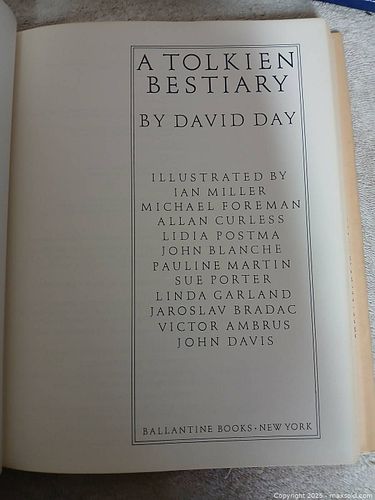 A TOLKIEN
BESTIARY
BY DAVID DAY
ILLUSTRATED BY
IAN MILLER
MICHAEL FOREMAN
ALLAN CURLESS
LIDIA POSTMA
JOHN BLANCHE
PAULINE MARTIN
SUE PORTER
LINDA GARLAND
JAROSLAV BRADAC
VICTOR AMBRUS
JOHN DAVIS
BALLANTINE BOOKS • NEW YORK
Copyright 2025 - maxsold.com